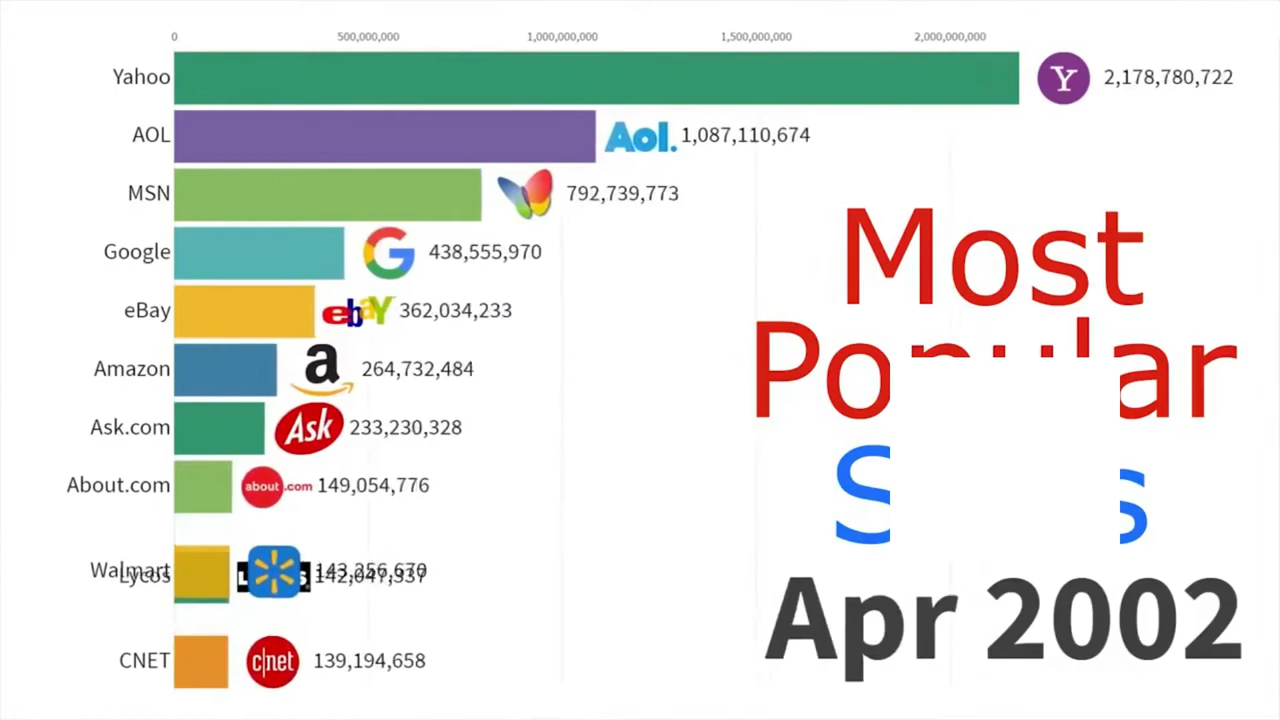 0 500,000,000 1,000,000,000 1,500,000,000 2,000,000,000
Yahoo Y 2,178,780,722
AOL Aol. 1,087,110,674
MSN 792,739,773
Google G 438,555,970
eBay ebaY 362,034,233
Amazon a 264,732,484
Ask.com Ask 233,230,328
About.com about.com 149,054,776
Walmart
Lycos
CNET c|net 139,194,658
Most
Apr 2002